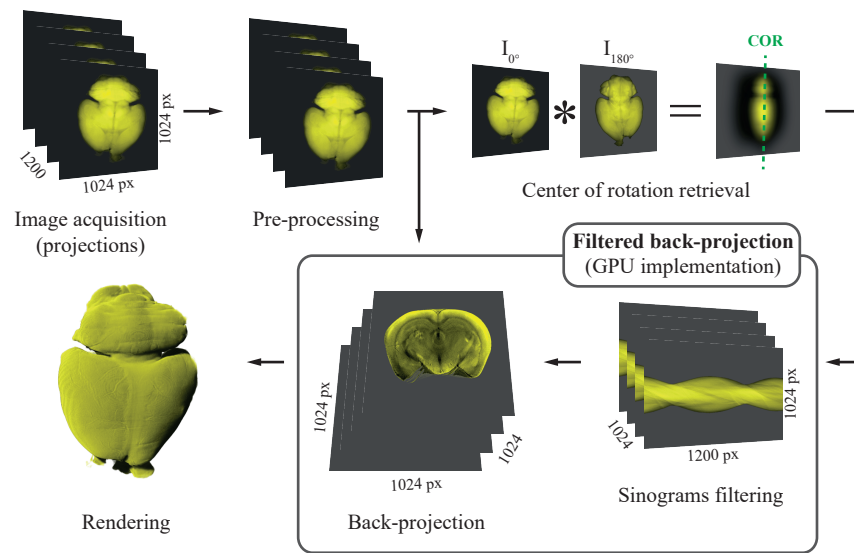 I0°
I180°
COR
*
=
1024 px
1200
1024 px
Center of rotation retrieval
Image acquisition
(projections)
Pre-processing
Filtered back-projection
(GPU implementation)
1024 px
1024 px
1024
1024 px
1024
1200 px
Rendering
Back-projection
Sinograms filtering